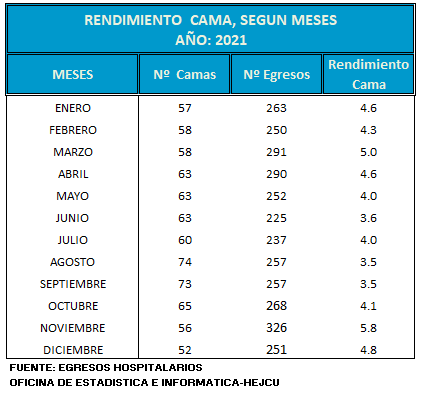 RENDIMIENTO CAMA, SEGUN MESES
AÑO: 2021
MESES Nº Camas Nº Egresos Rendimiento Cama
ENERO 57 263 4.6
FEBRERO 58 250 4.3
MARZO 58 291 5.0
ABRIL 63 290 4.6
MAYO 63 252 4.0
JUNIO 63 225 3.6
JULIO 60 237 4.0
AGOSTO 74 257 3.5
SEPTIEMBRE 73 257 3.5
OCTUBRE 65 268 4.1
NOVIEMBRE 56 326 5.8
DICIEMBRE 52 251 4.8
FUENTE: EGRESOS HOSPITALARIOS
OFICINA DE ESTADISTICA E INFORMATICA-HEJCU